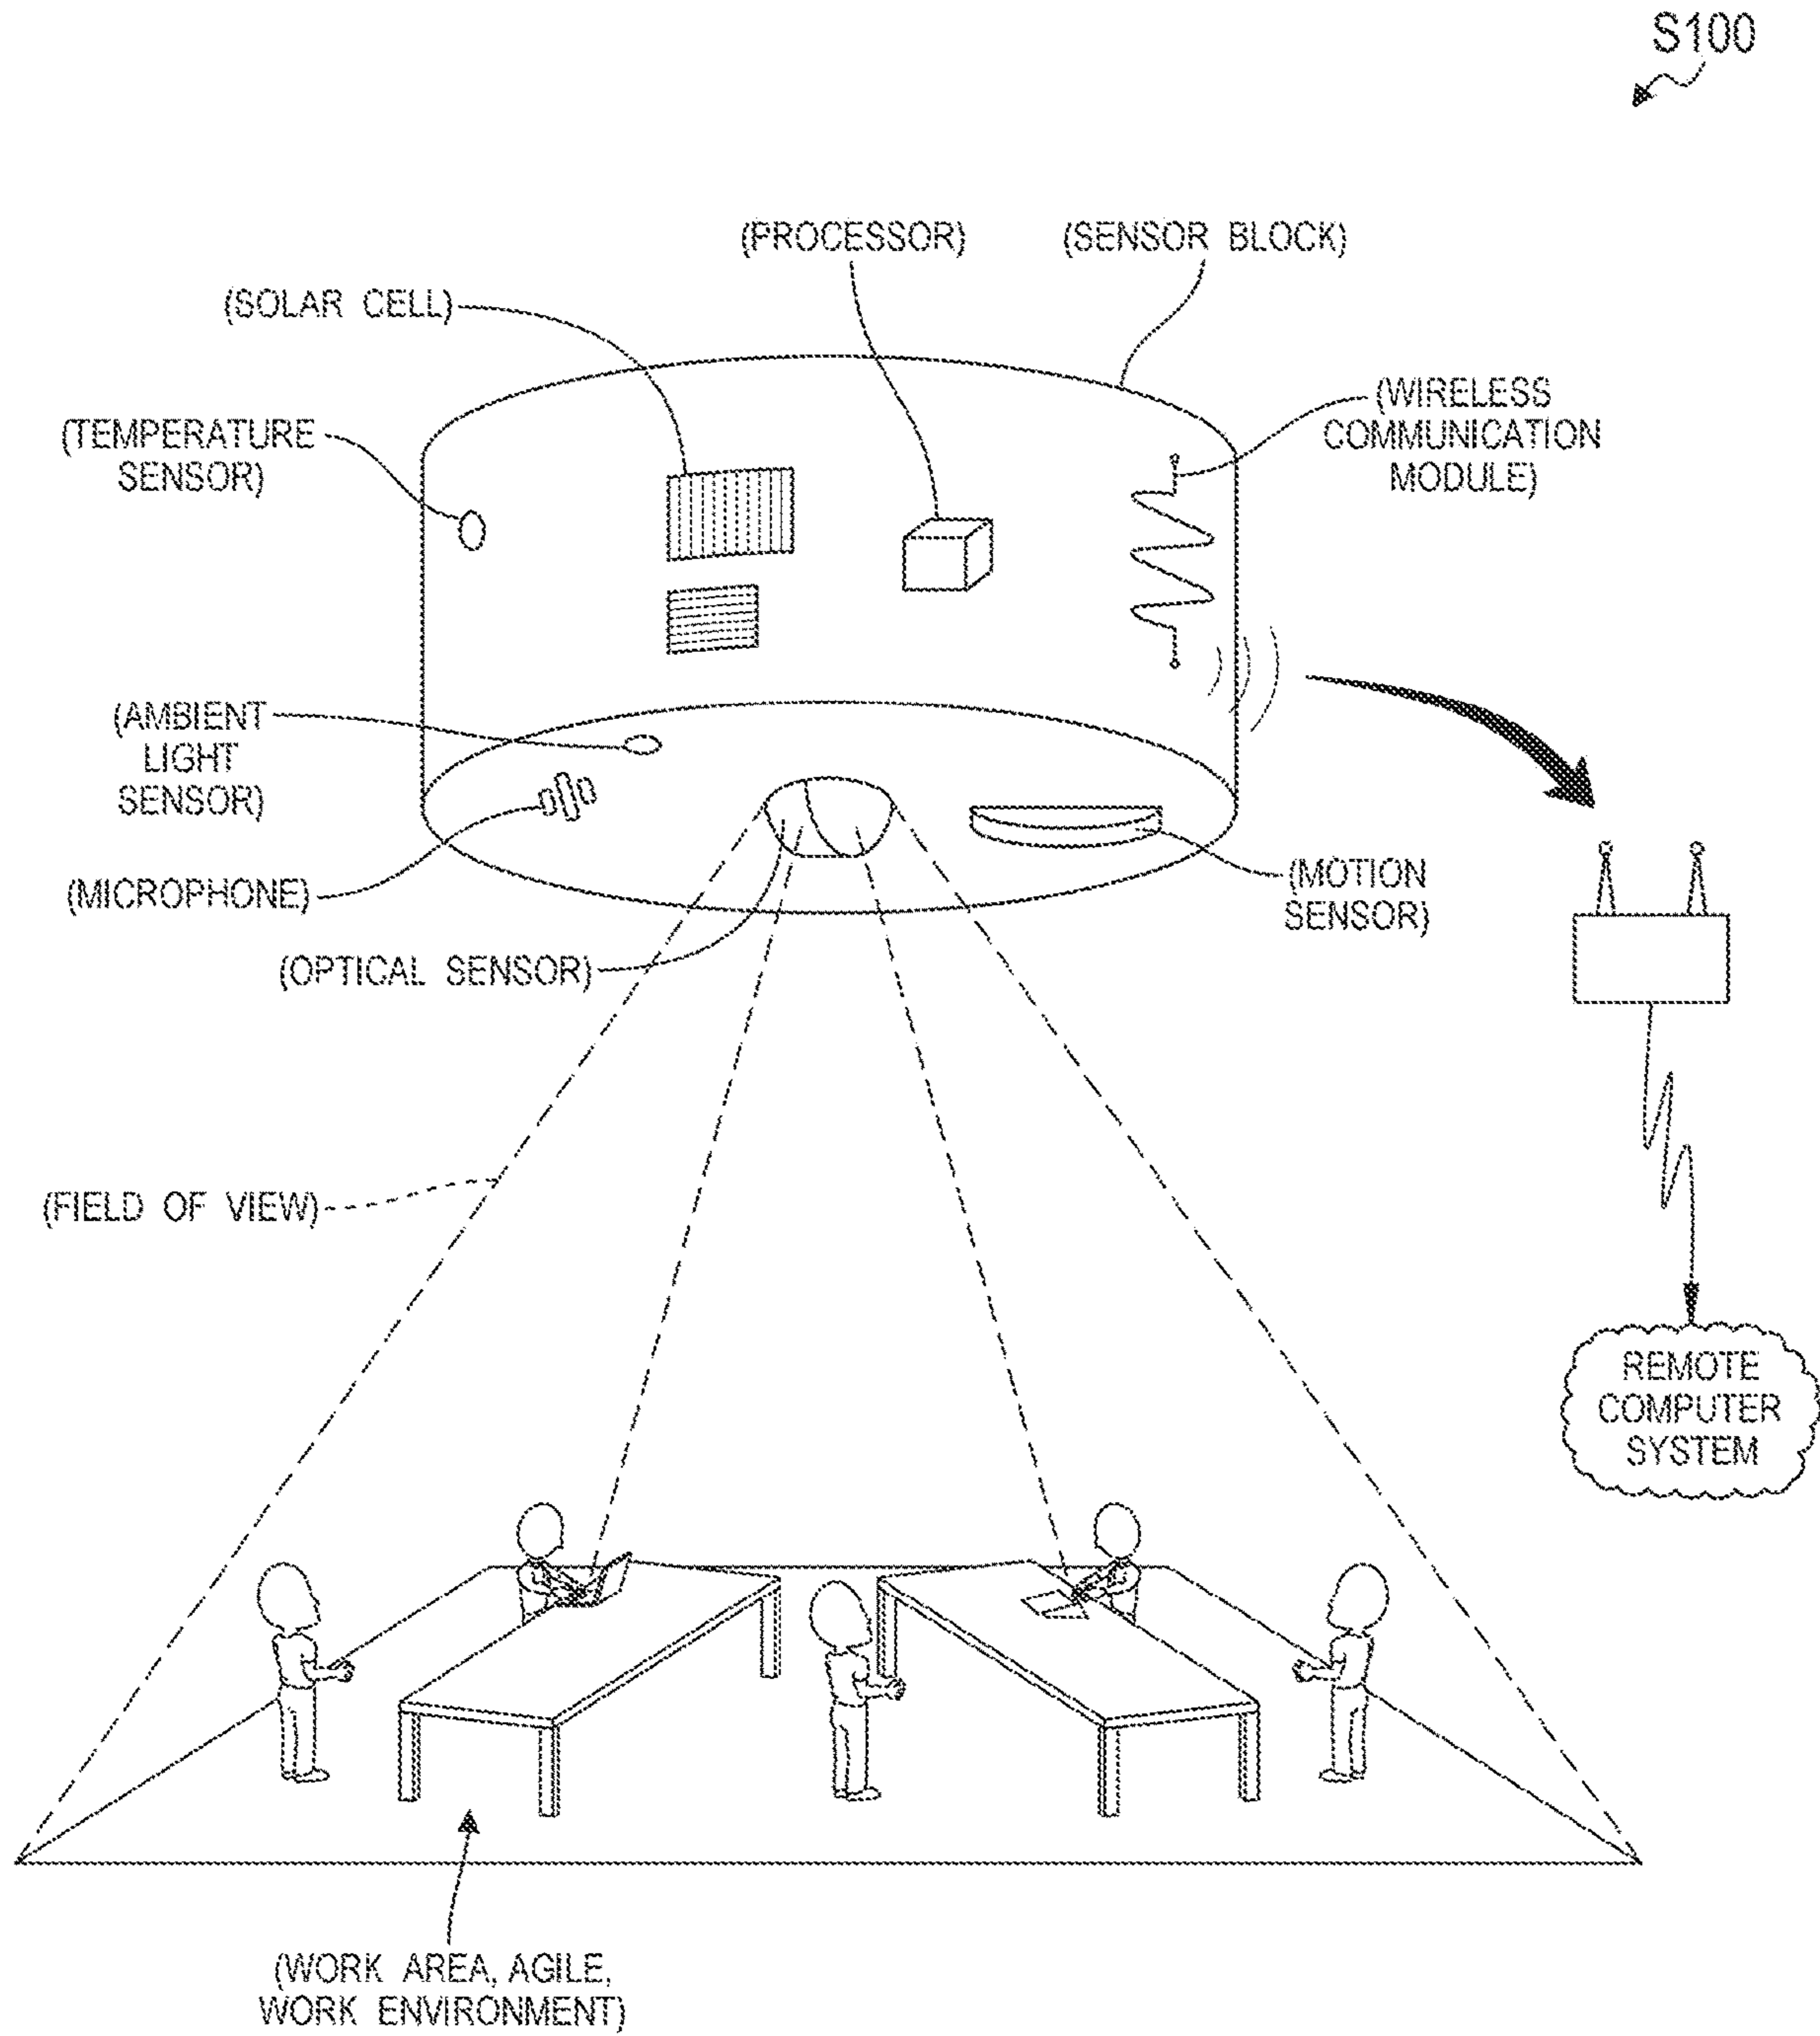 S100
(PROCESSOR)
(SENSOR BLOCK)
(SOLAR CELL)
(WIRELESS
COMMUNICATION
MODULE)
(TEMPERATURE
SENSOR)
(AMBIENT
LIGHT
SENSOR)
(MICROPHONE)
(MOTION
SENSOR)
(OPTICAL SENSOR)
(FIELD OF VIEW)
REMOTE
COMPUTER
SYSTEM
(WORK AREA, AGILE,
WORK ENVIRONMENT)